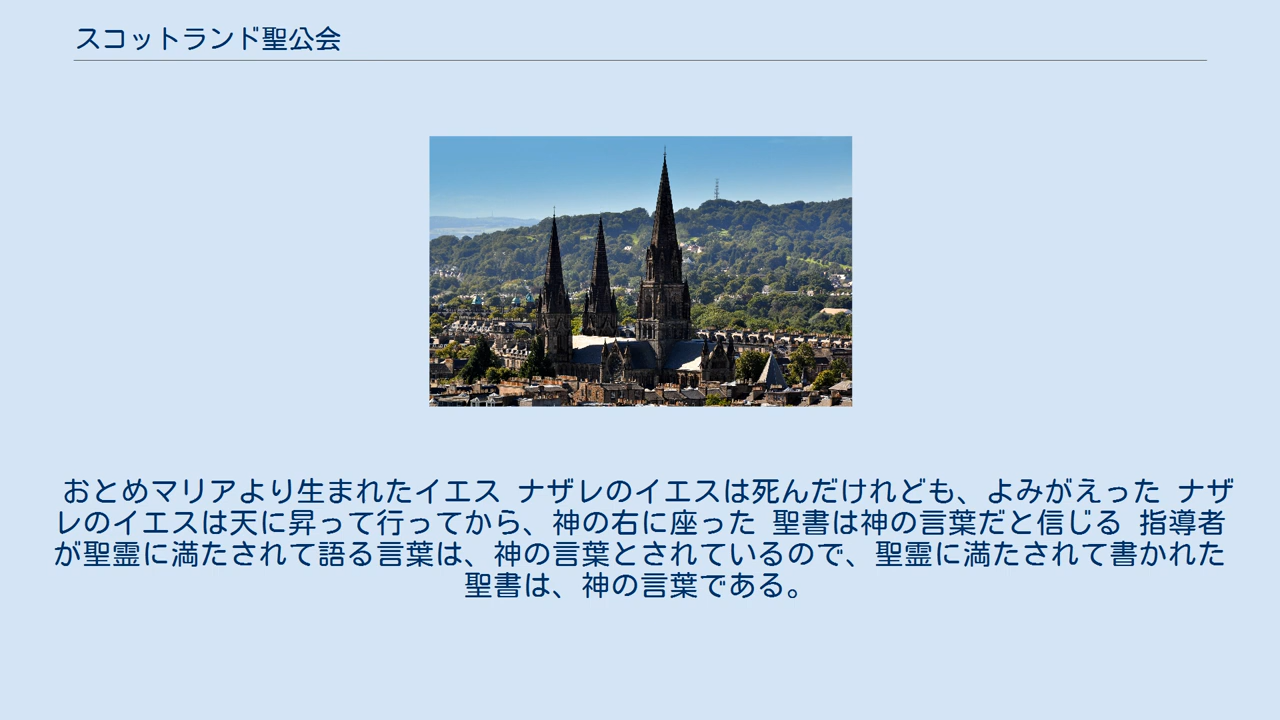 スコットランド聖公会
おとめマリアより生まれたイエス ナザレのイエスは死んだけれども、よみがえった ナザ
レのイエスは天に昇って行ってから、神の右に座った 聖書は神の言葉だと信じる 指導者
が聖霊に満たされて語る言葉は、神の言葉とされているので、聖霊に満たされて書かれた
聖書は、神の言葉である。